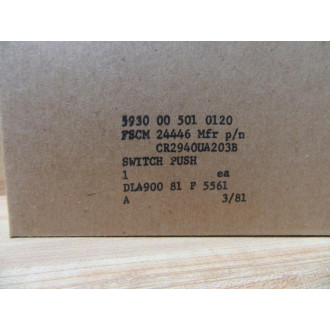 5930 00 501 0120
FSCM 24446 Mfr p/n
CR2940UA203B
SWITCH PUSH
1 ea
DLA900 81 P 5561
A 3/81